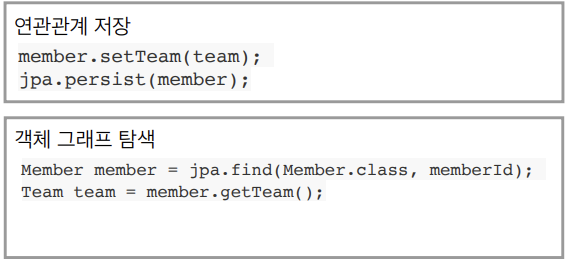 연관관계 저장
member.setTeam(team);
jpa.persist(member);
객체 그래프 탐색
Member member = jpa.find(Member.class, memberId);
Team team = member.getTeam();